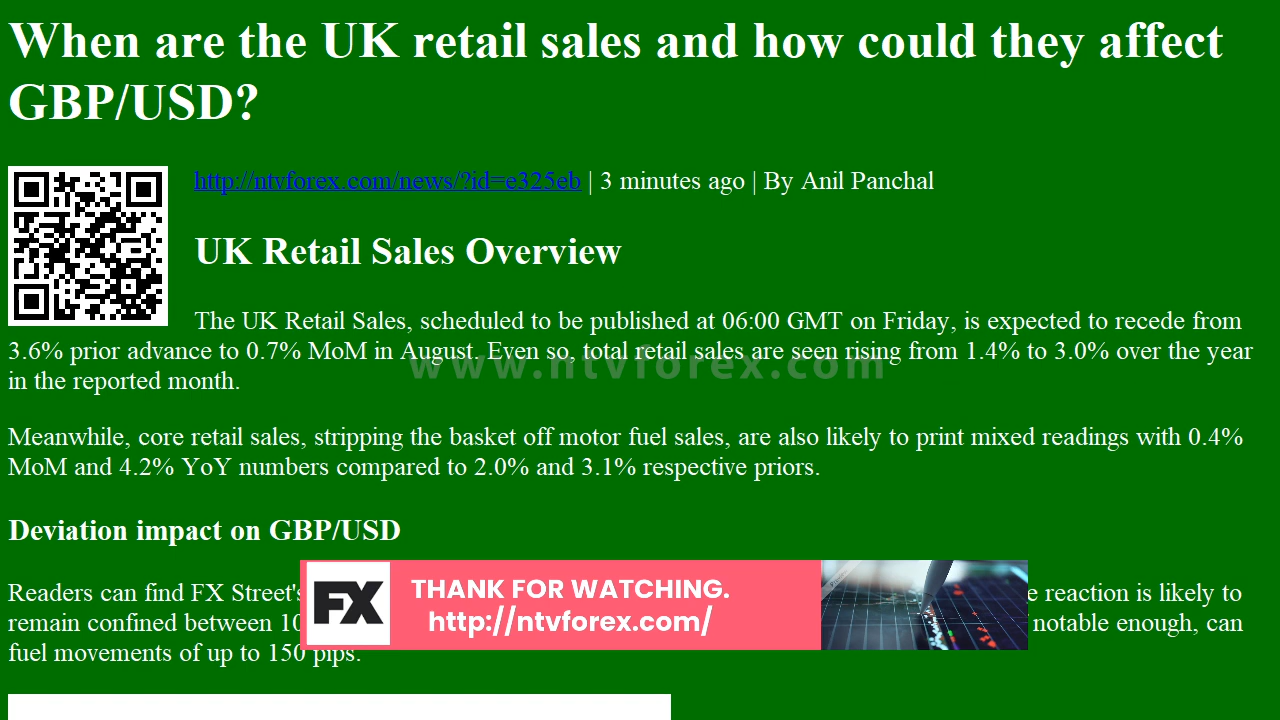 When are the UK retail sales and how could they affect
GBP/USD?
http://ntvforex.com/news/?id=e325eb | 3 minutes ago | By Anil Panchal
UK Retail Sales Overview
The UK Retail Sales, scheduled to be published at 06:00 GMT on Friday, is expected to recede from
3.6% prior advance to 0.7% MoM in August. Even so, total retail sales are seen rising from 1.4% to 3.0% over the year
www.ntvforex.com
in the reported month.
Meanwhile, core retail sales, stripping the basket off motor fuel sales, are also likely to print mixed readings with 0.4%
MoM and 4.2% YoY numbers compared to 2.0% and 3.1% respective priors.
Deviation impact on GBP/USD
Readers can find FX Street's
reaction is likely to
remain confined between 10
notable enough, can
fuel movements of up to 150 pips.
FX
THANK FOR WATCHING.
http://ntvforex.com/